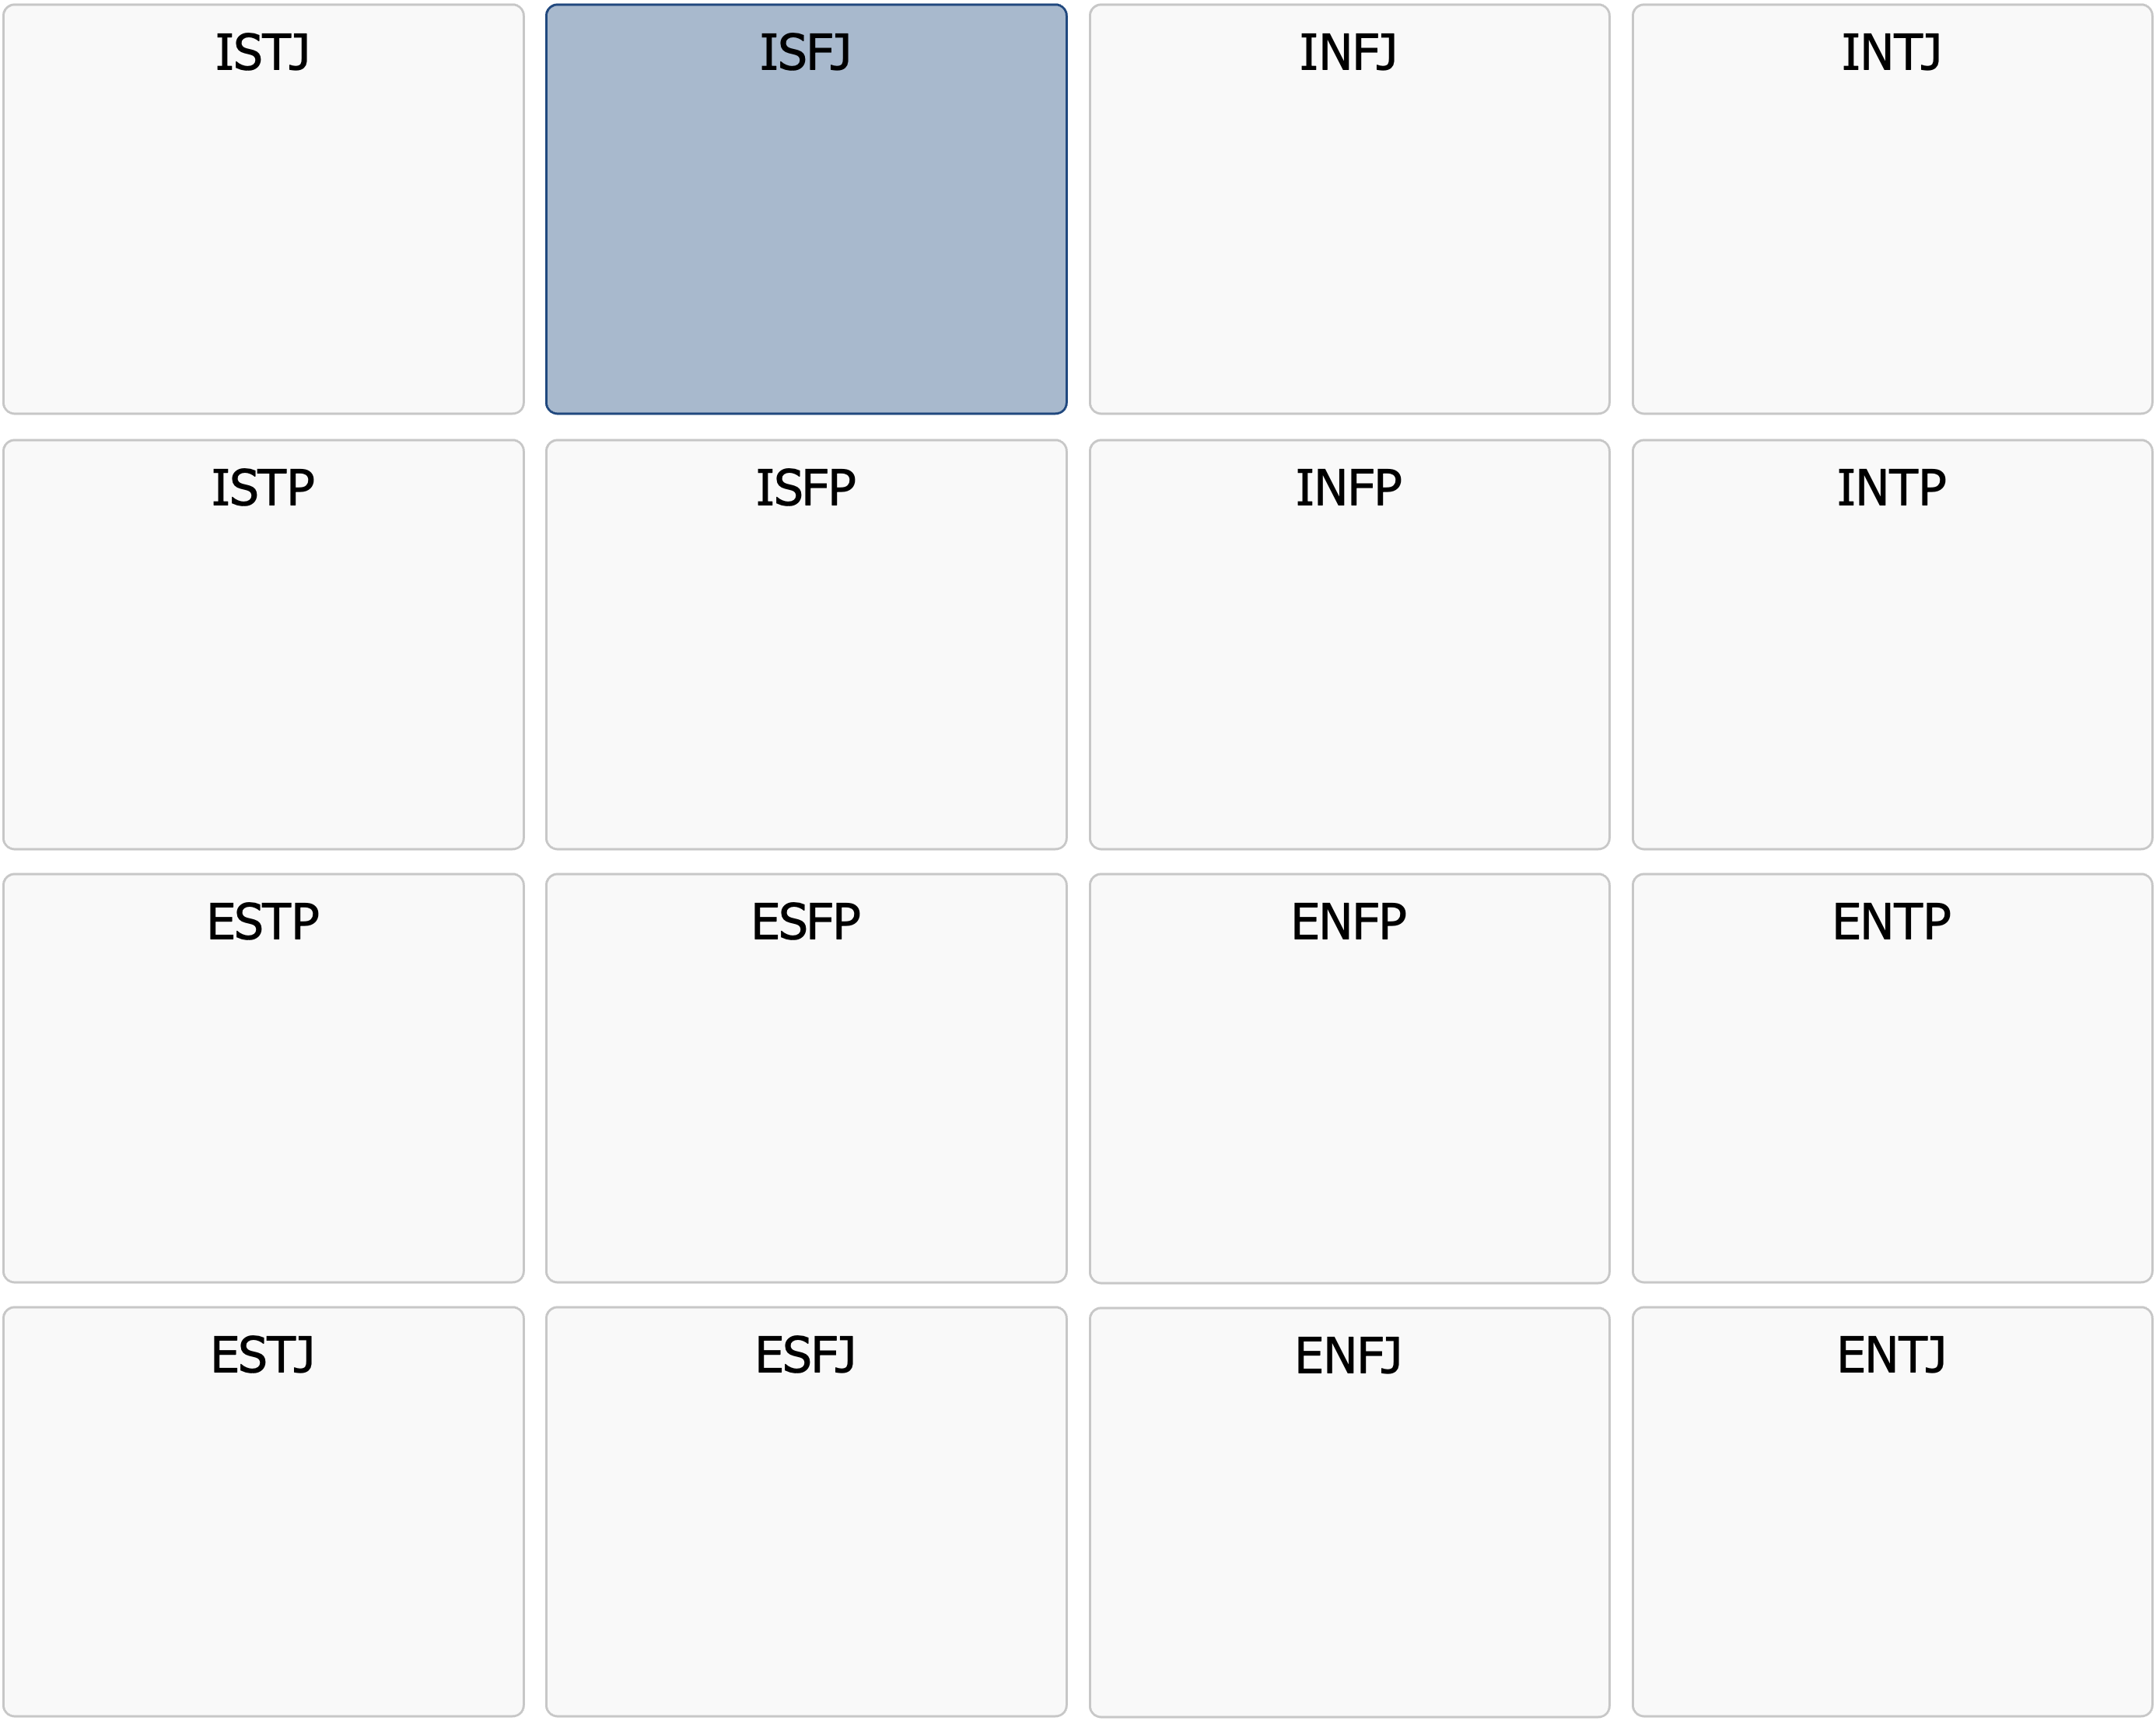 ISTJ
ISFJ
INFJ
INTJ
ISTP
ISFP
INFP
INTP
ESTP
ESFP
ENFP
ENTP
ESTJ
ESFJ
ENFJ
ENTJ